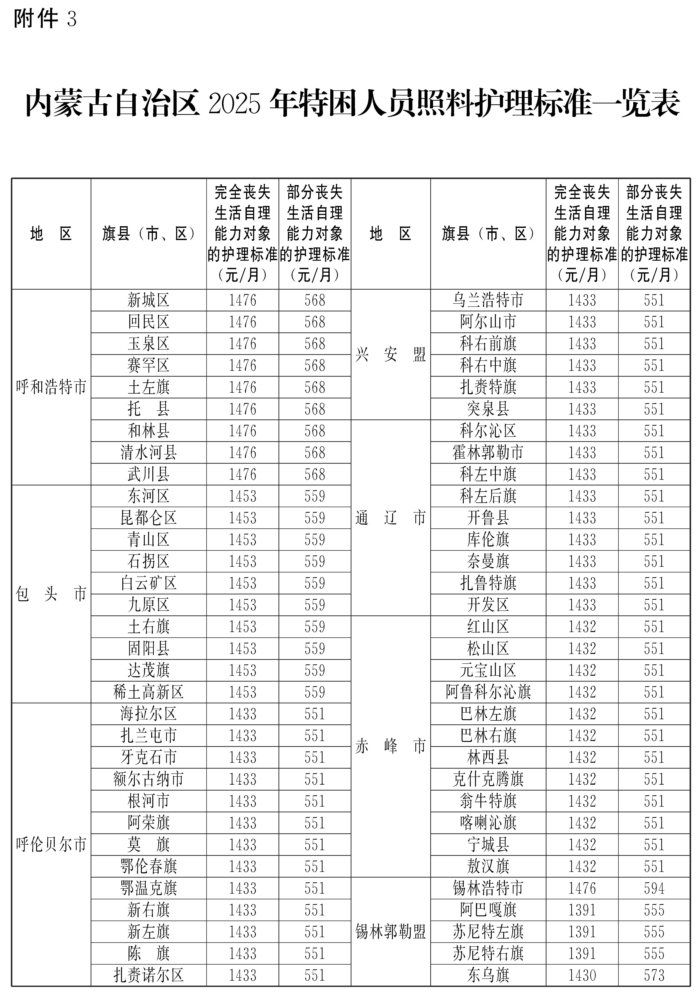 附件 3
内蒙古自治区 2025 年特困人员照料护理标准一览表
地　区 旗县（市、区） 完全丧失生活自理能力对象的护理标准（元/月） 部分丧失生活自理能力对象的护理标准（元/月） 地　区 旗县（市、区） 完全丧失生活自理能力对象的护理标准（元/月） 部分丧失生活自理能力对象的护理标准（元/月）
呼和浩特市 新城区 1476 568 兴　安　盟 乌兰浩特市 1433 551
回民区 1476 568 阿尔山市 1433 551
玉泉区 1476 568 科右前旗 1433 551
赛罕区 1476 568 科右中旗 1433 551
土左旗 1476 568 扎赉特旗 1433 551
托　县 1476 568 突泉县 1433 551
和林县 1476 568 通　辽　市 科尔沁区 1433 551
清水河县 1476 568 霍林郭勒市 1433 551
武川县 1476 568 科左中旗 1433 551
包　头　市 东河区 1453 559 科左后旗 1433 551
昆都仑区 1453 559 开鲁县 1433 551
青山区 1453 559 库伦旗 1433 551
石拐区 1453 559 奈曼旗 1433 551
白云矿区 1453 559 扎鲁特旗 1433 551
九原区 1453 559 开发区 1433 551
土右旗 1453 559 赤　峰　市 红山区 1432 551
固阳县 1453 559 松山区 1432 551
达茂旗 1453 559 元宝山区 1432 551
稀土高新区 1453 559 阿鲁科尔沁旗 1432 551
呼伦贝尔市 海拉尔区 1433 551 巴林左旗 1432 551
扎兰屯市 1433 551 巴林右旗 1432 551
牙克石市 1433 551 林西县 1432 551
额尔古纳市 1433 551 克什克腾旗 1432 551
根河市 1433 551 翁牛特旗 1432 551
阿荣旗 1433 551 喀喇沁旗 1432 551
莫　旗 1433 551 宁城县 1432 551
鄂伦春旗 1433 551 敖汉旗 1432 551
鄂温克旗 1433 551 锡林郭勒盟 锡林浩特市 1476 594
新右旗 1433 551 阿巴嘎旗 1391 555
新左旗 1433 551 苏尼特左旗 1391 555
陈　旗 1433 551 苏尼特右旗 1391 555
扎赉诺尔区 1433 551 东乌旗 1430 573